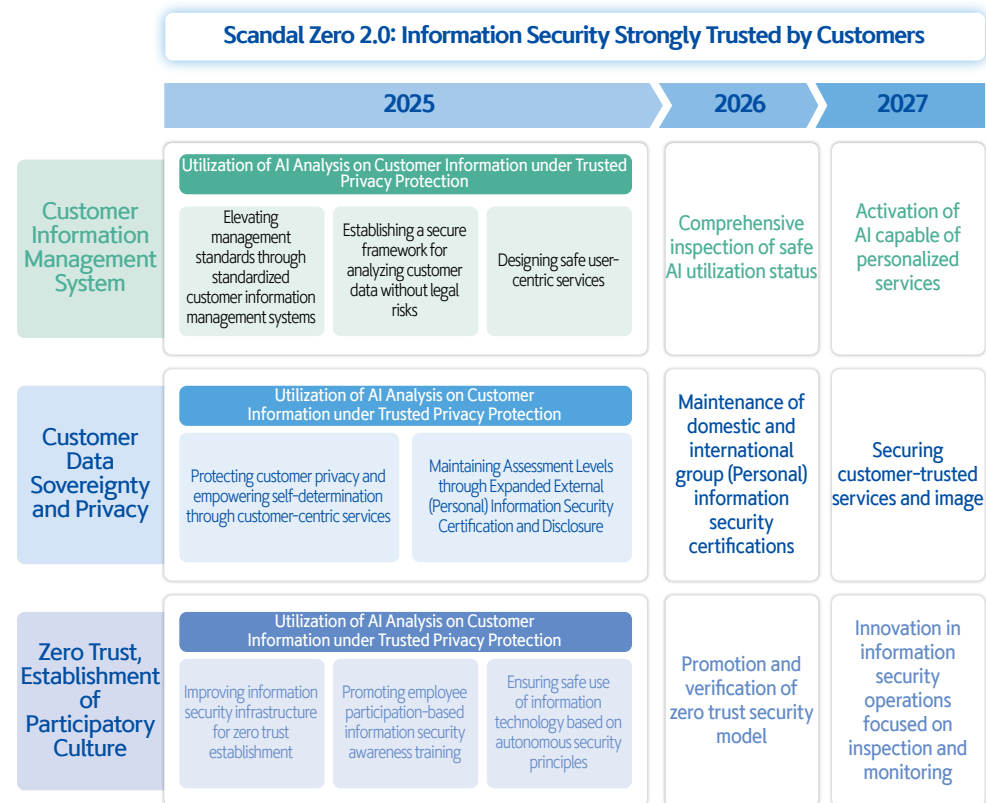 Scandal Zero 2.0: Information Security Strongly Trusted by Customers
2025
2026
2027
Customer
Information
Management
System
Utilization of AI Analysis on Customer Information under Trusted
Privacy Protection
Elevating
management
standards through
standardized
customer information
management systems
Establishing a secure
framework for
analyzing customer
data without legal
risks
Designing safe user-
centric services
Comprehensive
inspection of safe
AI utilization status
Activation of
AI capable of
personalized
services
Customer
Data
Sovereignty
and Privacy
Utilization of AI Analysis on Customer
Information under Trusted Privacy Protection
Protecting customer privacy and
empowering self-determination
through customer-centric services
Maintaining Assessment Levels
through Expanded External
(Personal) Information Security
Certification and Disclosure
Maintenance of
domestic and
international
group (Personal)
information
security
certifications
Securing
customer-trusted
services and image
Zero Trust,
Establishment
of
Participatory
Culture
Utilization of AI Analysis on Customer
Information under Trusted Privacy Protection
Improving information
security infrastructure
for zero trust
establishment
Promoting employee
participation-based
information security
awareness training
Ensuring safe use
of information
technology based on
autonomous security
principles
Promotion and
verification of
zero trust security
model
Innovation in
information
security
operations
focused on
inspection and
monitoring